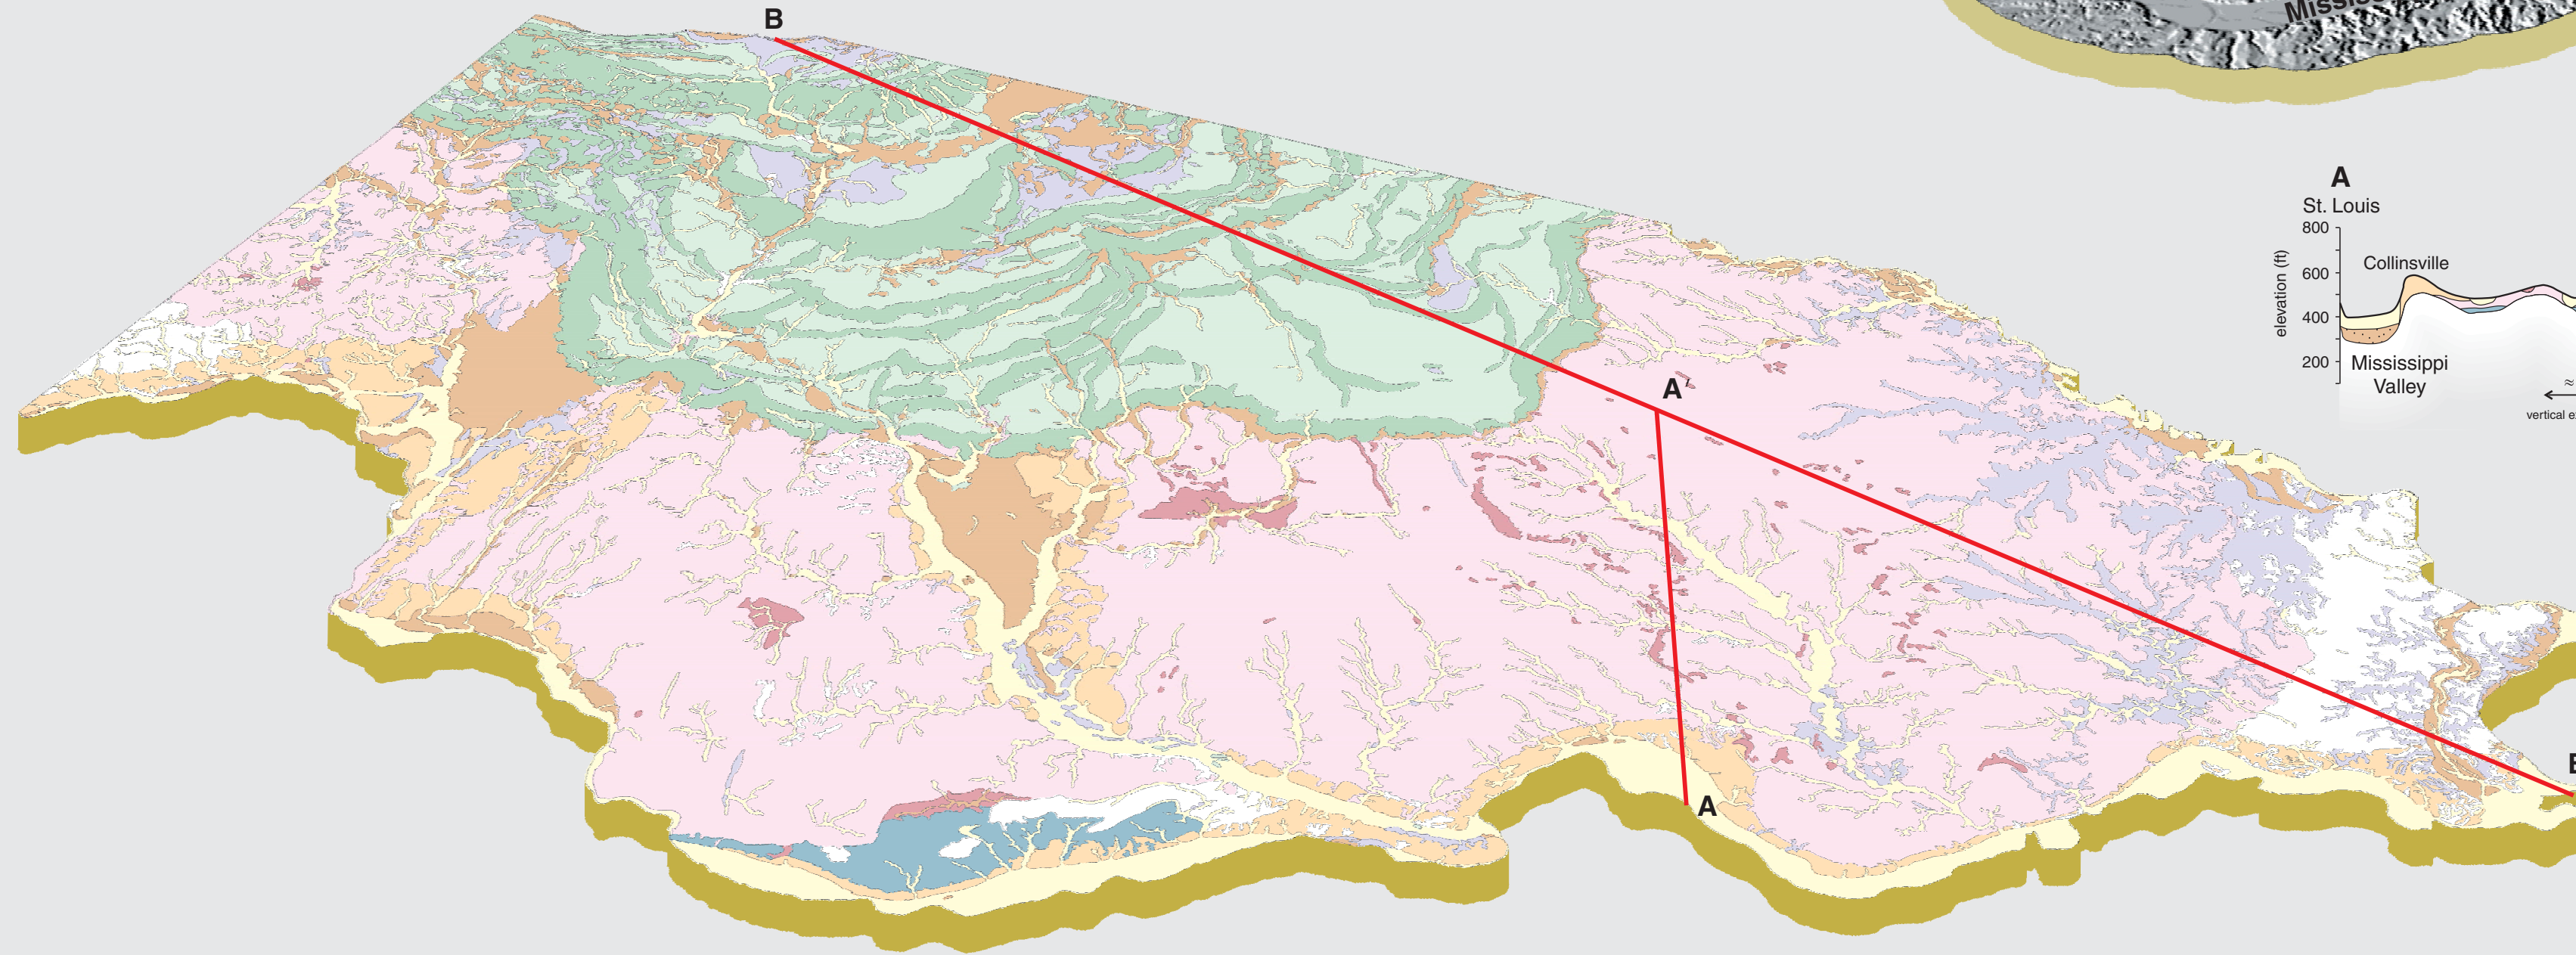 B
A
St. Louis
800
Collinsville
600
elevation (ft)
400
200
Mississippi
Valley
A'
A